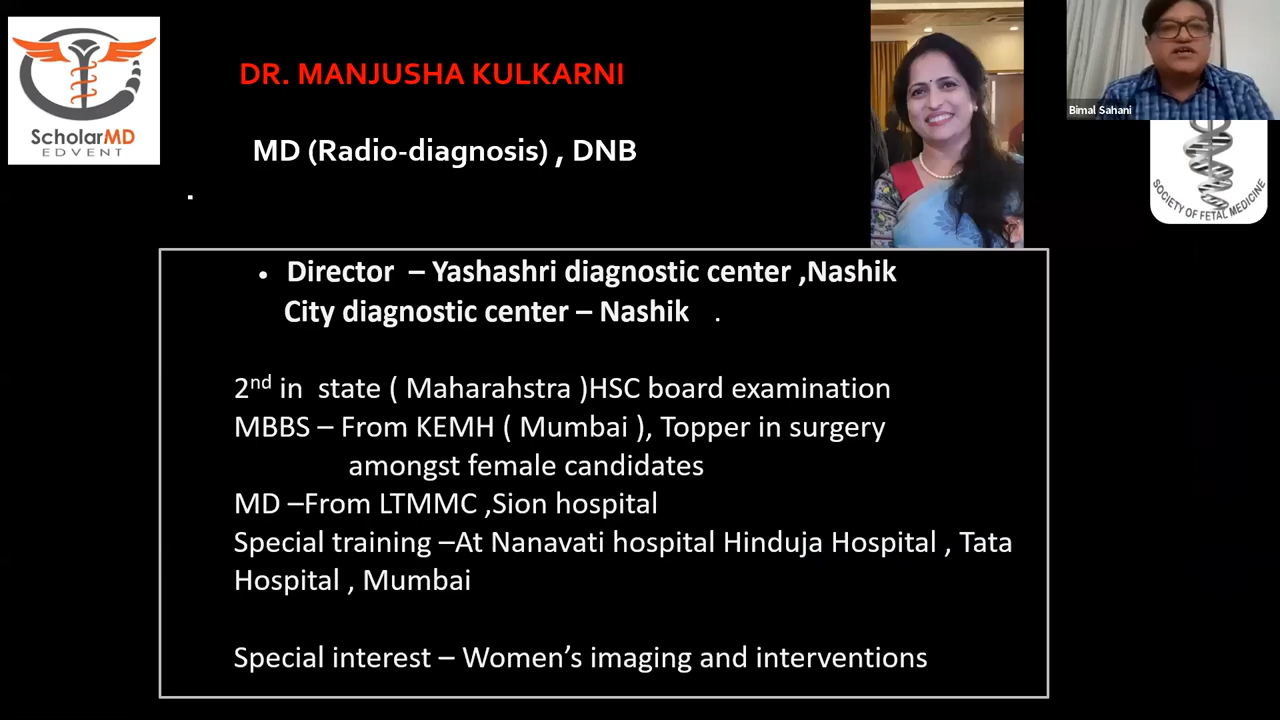 ScholarMD
EDVENT
DR. MANJUSHA KULKARNI
MD (Radio-diagnosis) , DNB
.
Bimal Sahani
SOCIETY OF FETAL MEDICINE
• Director – Yashashri diagnostic center ,Nashik
City diagnostic center – Nashik .
2nd in state ( Maharahstra )HSC board examination
MBBS – From KEMH ( Mumbai ), Topper in surgery
amongst female candidates
MD –From LTMMC ,Sion hospital
Special training –At Nanavati hospital Hinduja Hospital , Tata
Hospital , Mumbai
Special interest – Women’s imaging and interventions